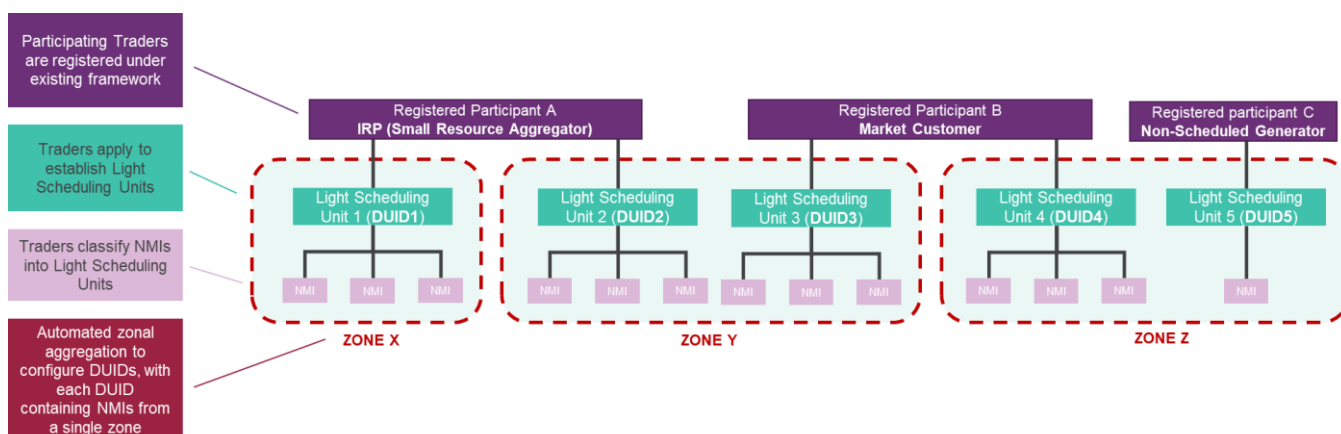 Participating Traders
are registered under
existing framework
Traders apply to
establish Light
Scheduling Units
Traders classify NMIs
into Light Scheduling
Units
Automated zonal
aggregation to
configure DUIDs, with
each DUID
containing NMIs from
a single zone
Registered Participant A
IRP (Small Resource Aggregator)
Registered Participant B
Market Customer
Registered participant C
Non-Scheduled Generator
Light Scheduling
Unit 1 (DUID1)
Light Scheduling
Unit 2 (DUID2)
Light Scheduling
Unit 3 (DUID3)
Light Scheduling
Unit 4 (DUID4)
Light Scheduling
Unit 5 (DUID5)
NMI
NMI
NMI
NMI
NMI
NMI
NMI
NMI
NMI
NMI
NMI
NMI
NMI
ZONE X
ZONE Y
ZONE Z